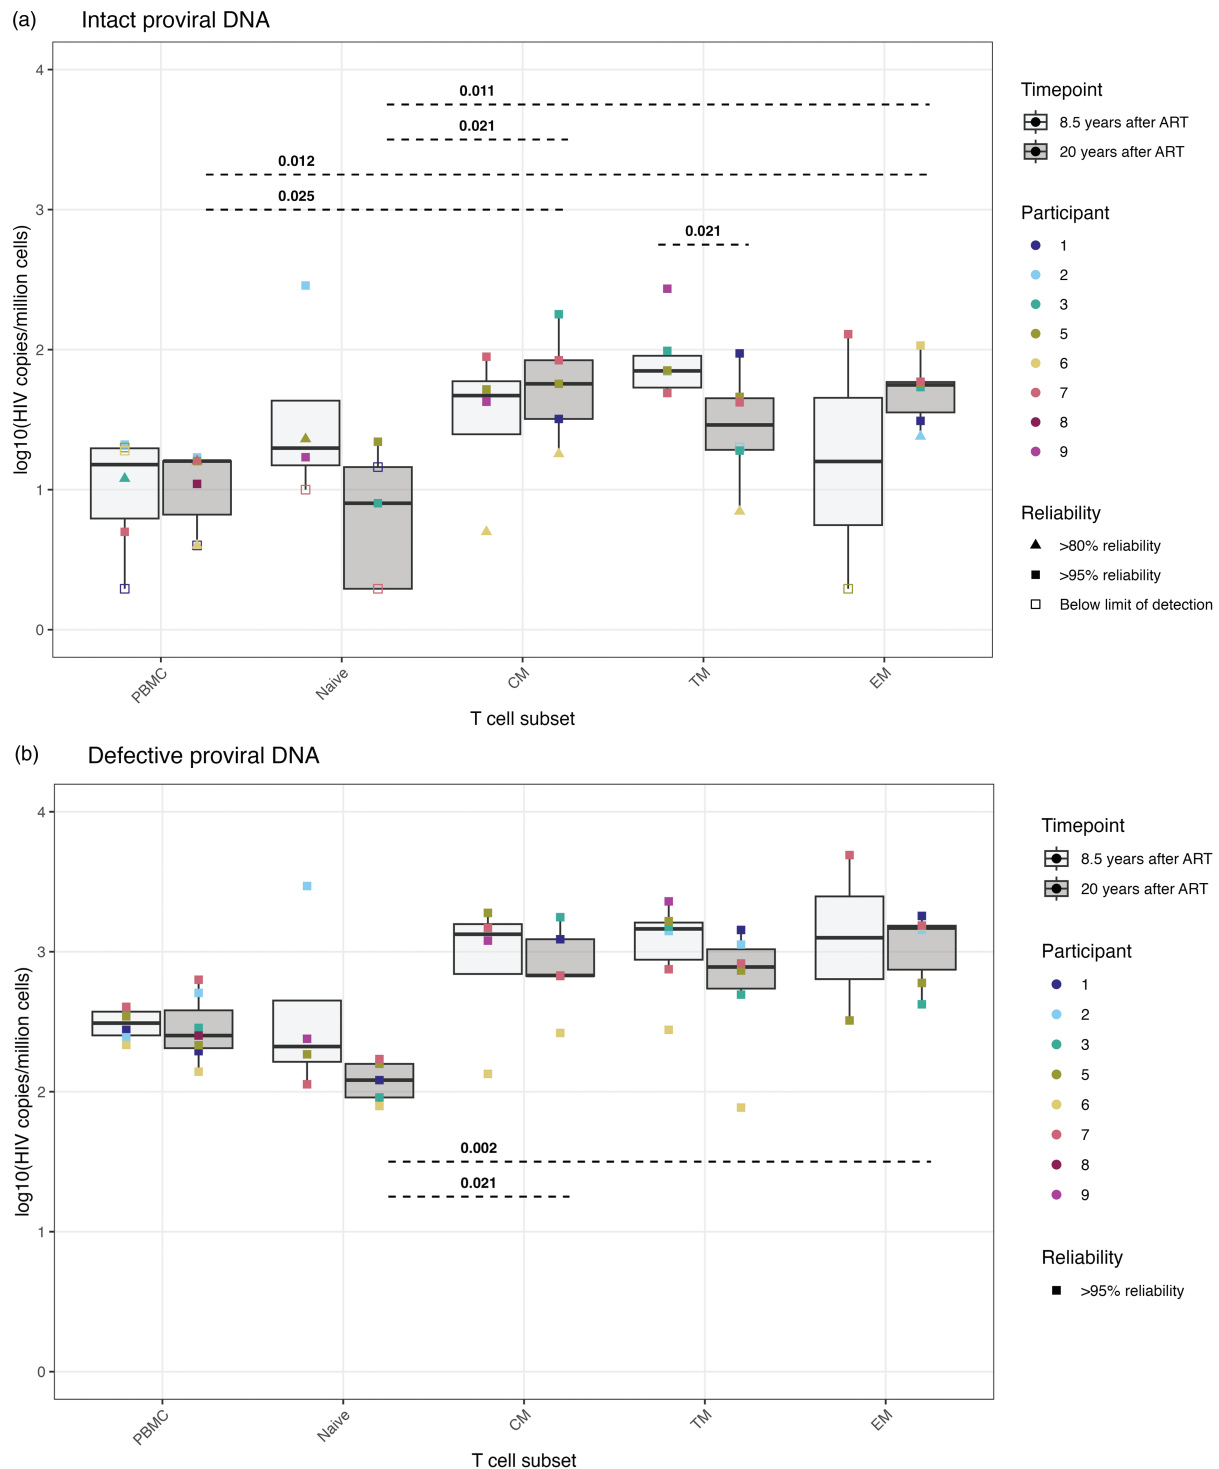 (a) Intact proviral DNA
log10(HIV copies/million cells)
4
3
2
1
0
0.011
0.021
0.012
0.025
0.021
PBMC
Naive
CM
TM
EM
T cell subset
Timepoint
8.5 years after ART
20 years after ART
Participant
1
2
3
5
6
7
8
9
Reliability
>80% reliability
>95% reliability
Below limit of detection
(b) Defective proviral DNA
log10(HIV copies/million cells)
4
3
2
1
0
0.002
0.021
PBMC
Naive
CM
TM
EM
T cell subset
Timepoint
8.5 years after ART
20 years after ART
Participant
1
2
3
5
6
7
8
9
Reliability
>95% reliability